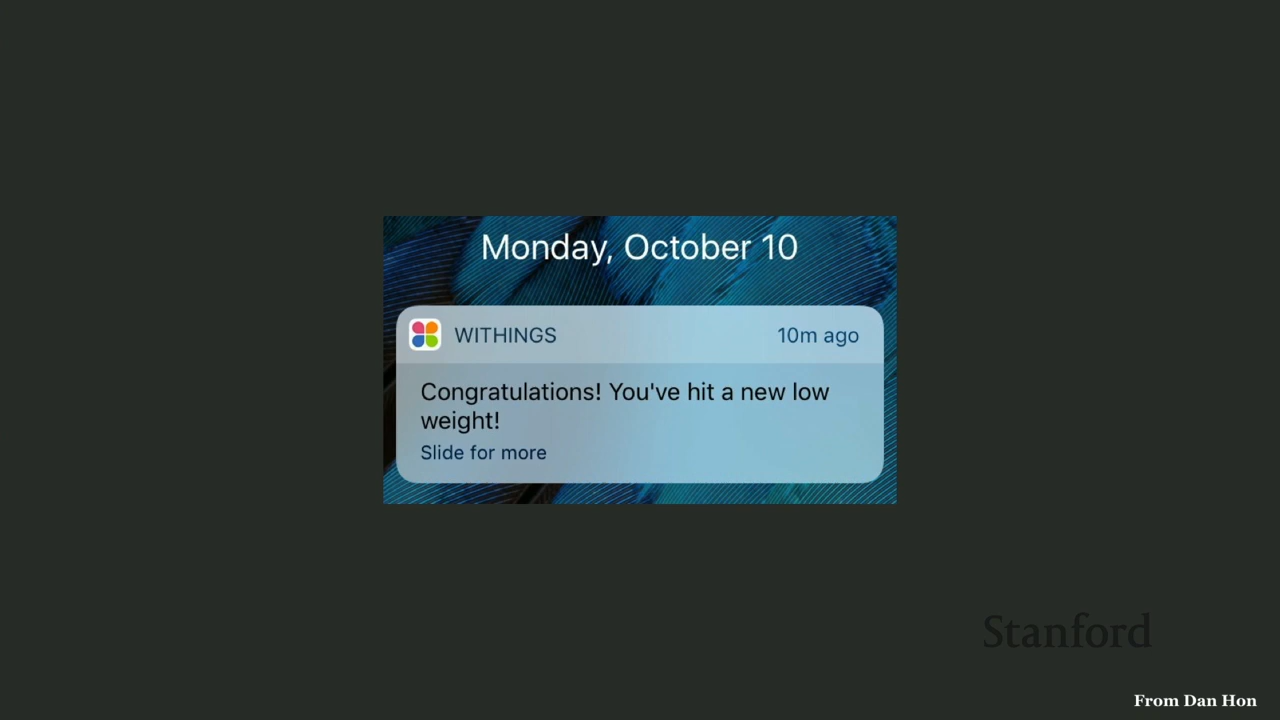 Monday, October 10
WITHINGS
10m ago
Congratulations! You've hit a new low
weight!
Slide for more
Stanford
From Dan Hon